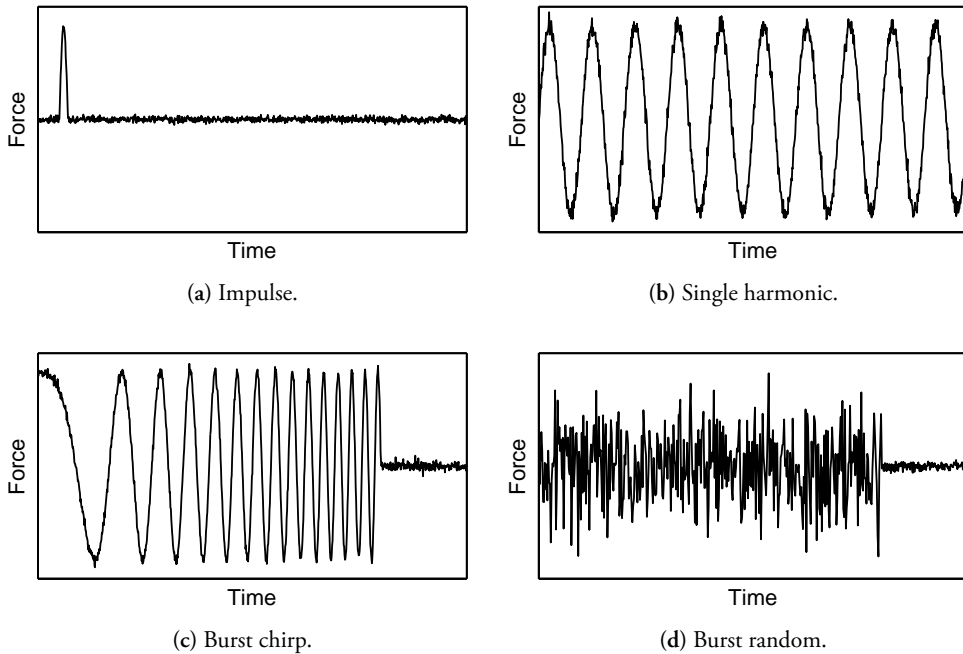 Force
Time
(a) Impulse.
Force
Time
(b) Single harmonic.
Force
Time
(c) Burst chirp.
Force
Time
(d) Burst random.